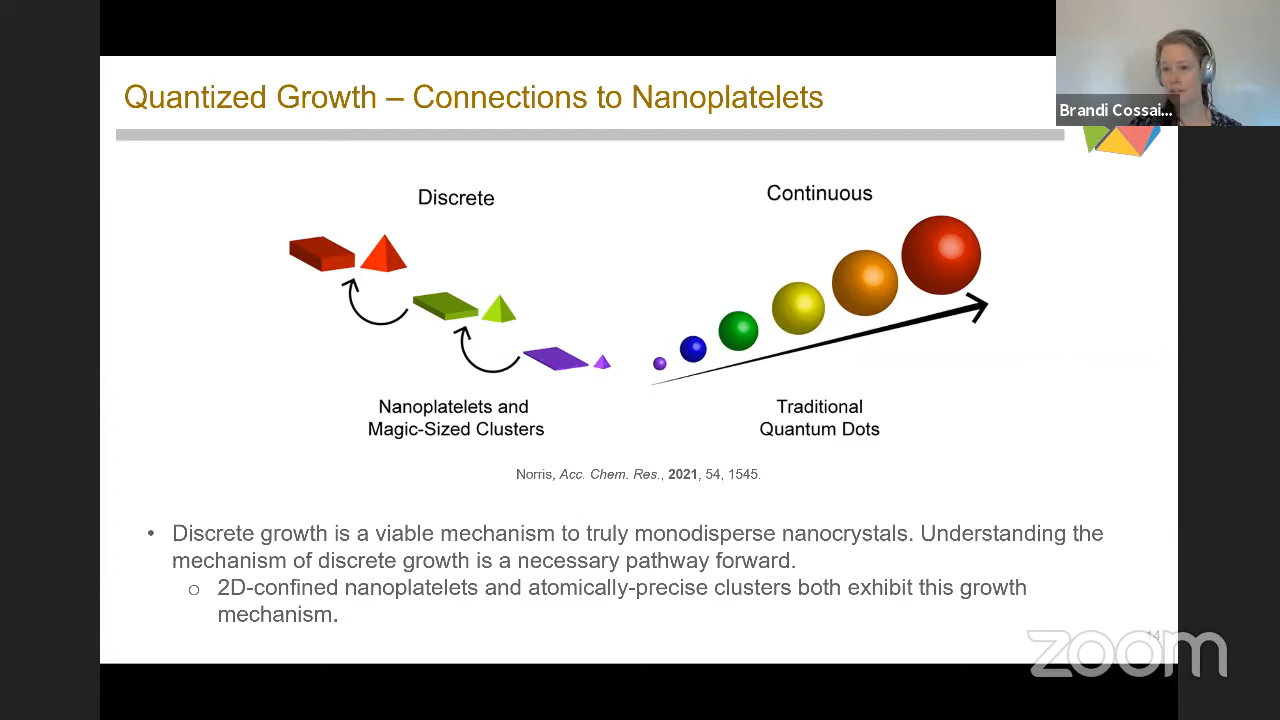 Quantized Growth – Connections to Nanoplatelets
Brandi Cossai...
Discrete
Continuous
Nanoplatelets and
Magic-Sized Clusters
Traditional
Quantum Dots
Norris, Acc. Chem. Res., 2021, 54, 1545.
• Discrete growth is a viable mechanism to truly monodisperse nanocrystals. Understanding the
mechanism of discrete growth is a necessary pathway forward.
o 2D-confined nanoplatelets and atomically-precise clusters both exhibit this growth
mechanism.
14
zoom